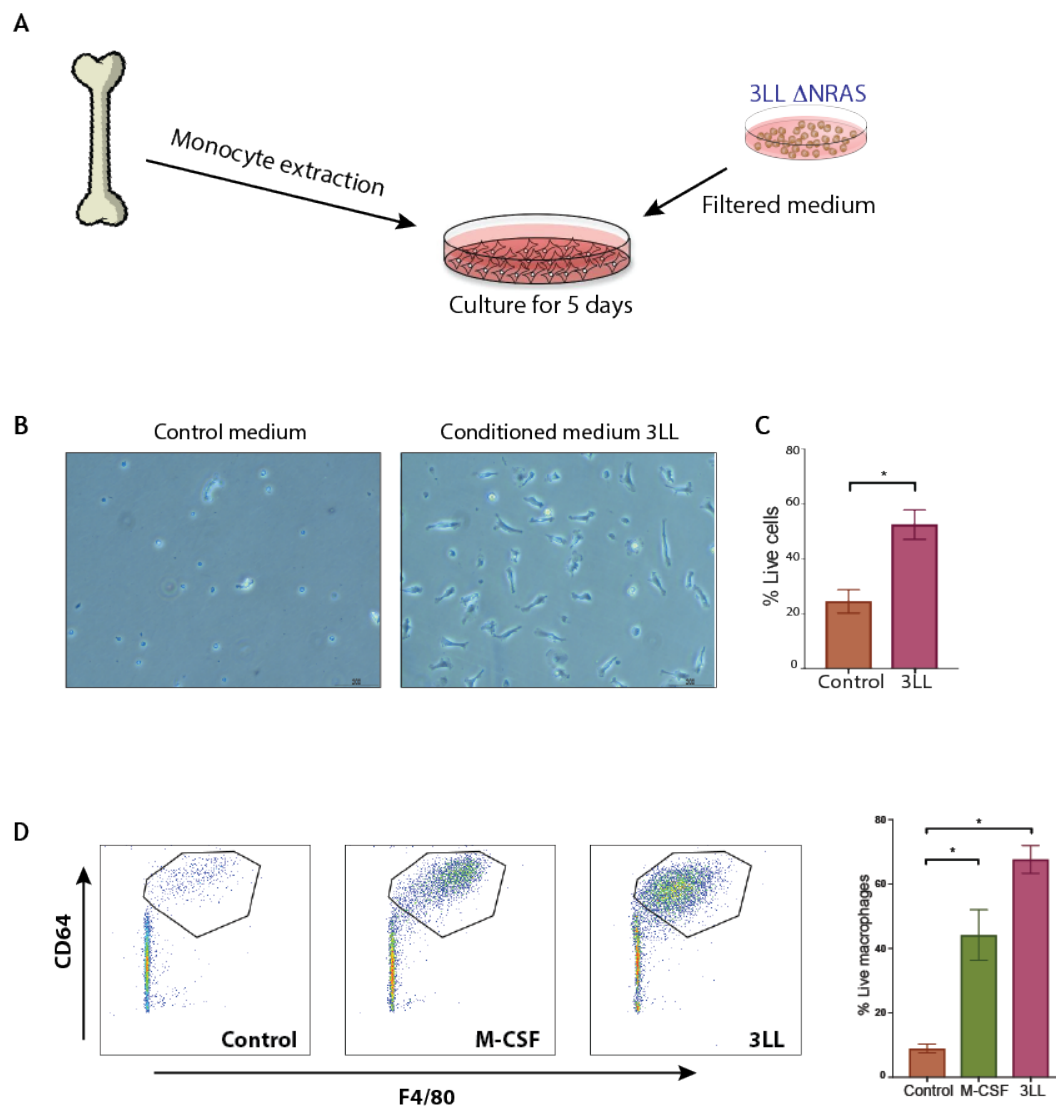 A
3LL ΔNRAS
Monocyte extraction
Filtered medium
Culture for 5 days
B
Control medium
Conditioned medium 3LL
C
80
60
40
20
0
% Live cells
*
Control
3LL
D
CD64
Control
M-CSF
3LL
F4/80
80
60
40
20
0
% Live macrophages
*
*
Control
M-CSF
3LL